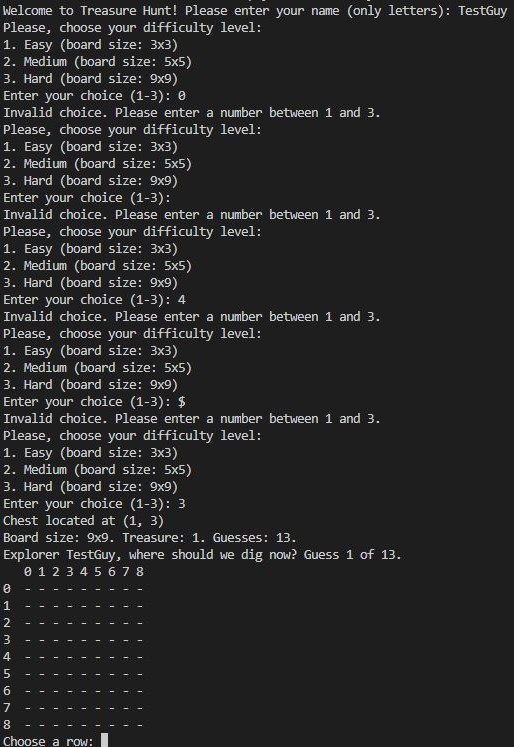 Welcome to Treasure Hunt! Please enter your name (only letters): TestGuy
Please, choose your difficulty level:
1. Easy (board size: 3x3)
2. Medium (board size: 5x5)
3. Hard (board size: 9x9)
Enter your choice (1-3): 0
Invalid choice. Please enter a number between 1 and 3.
Please, choose your difficulty level:
1. Easy (board size: 3x3)
2. Medium (board size: 5x5)
3. Hard (board size: 9x9)
Enter your choice (1-3):
Invalid choice. Please enter a number between 1 and 3.
Please, choose your difficulty level:
1. Easy (board size: 3x3)
2. Medium (board size: 5x5)
3. Hard (board size: 9x9)
Enter your choice (1-3): 4
Invalid choice. Please enter a number between 1 and 3.
Please, choose your difficulty level:
1. Easy (board size: 3x3)
2. Medium (board size: 5x5)
3. Hard (board size: 9x9)
Enter your choice (1-3): $
Invalid choice. Please enter a number between 1 and 3.
Please, choose your difficulty level:
1. Easy (board size: 3x3)
2. Medium (board size: 5x5)
3. Hard (board size: 9x9)
Enter your choice (1-3): 3
Chest located at (1, 3)
Board size: 9x9. Treasure: 1. Guesses: 13.
Explorer TestGuy, where should we dig now? Guess 1 of 13.
   0 1 2 3 4 5 6 7 8
0  - - - - - - - - -
1  - - - - - - - - -
2  - - - - - - - - -
3  - - - - - - - - -
4  - - - - - - - - -
5  - - - - - - - - -
6  - - - - - - - - -
7  - - - - - - - - -
8  - - - - - - - - -
Choose a row: